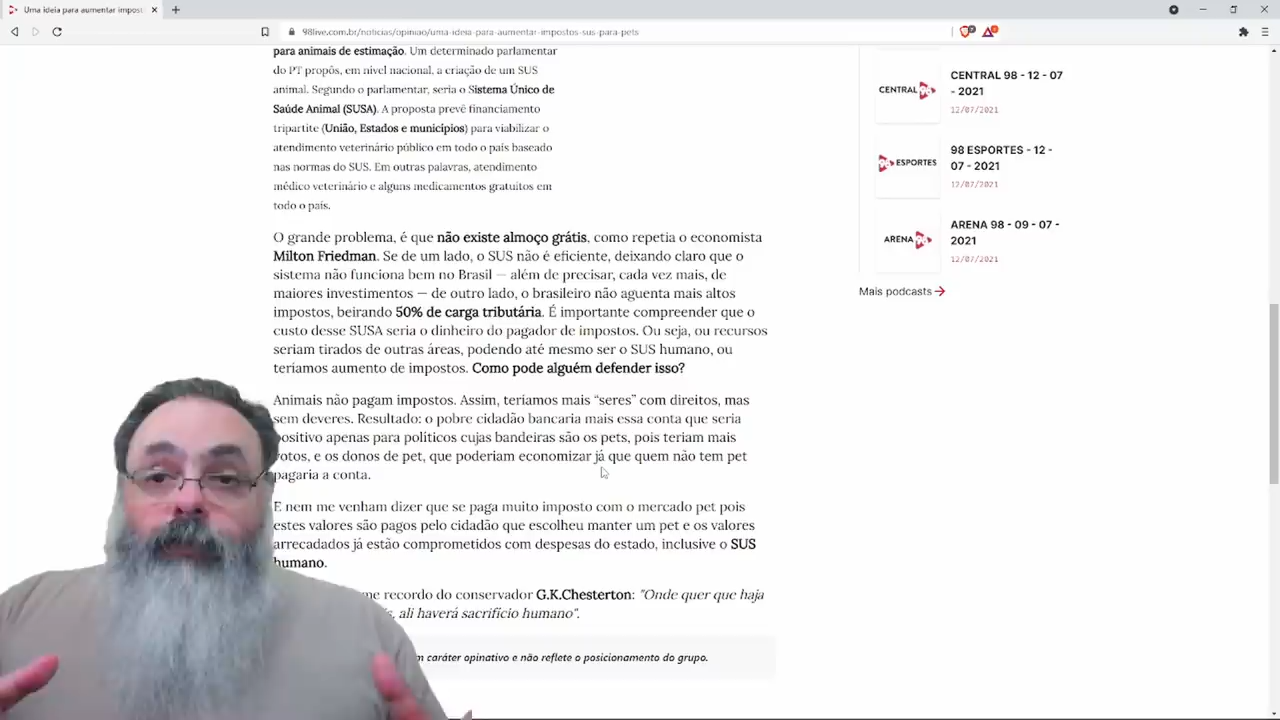 Uma ideia para aumentar impost
98live.com.br/noticias/opiniao/uma-ideia-para-aumentar-impostos-sus-para-pets
para animais de estimação. Um determinado parlamentar
do PT propôs, em nível nacional, a criação de um SUS
animal. Segundo o parlamentar, seria o Sistema Único de
Saúde Animal (SUSA). A proposta prevê financiamento
tripartite (União, Estados e municípios) para viabilizar o
atendimento veterinário público em todo o país baseado
nas normas do SUS. Em outras palavras, atendimento
médico veterinário e alguns medicamentos gratuitos em
todo o país.
O grande problema, é que não existe almoço grátis, como repetia o economista
Milton Friedman. Se de um lado, o SUS não é eficiente, deixando claro que o
sistema não funciona bem no Brasil — além de precisar, cada vez mais, de
maiores investimentos — de outro lado, o brasileiro não aguenta mais altos
impostos, beirando 50% de carga tributária. É importante compreender que o
custo desse SUSA seria o dinheiro do pagador de impostos. Ou seja, ou recursos
seriam tirados de outras áreas, podendo até mesmo ser o SUS humano, ou
teríamos aumento de impostos. Como pode alguém defender isso?
Animais não pagam impostos. Assim, teríamos mais “seres” com direitos, mas
sem deveres. Resultado: o pobre cidadão bancaria mais essa conta que seria
positivo apenas para políticos cujas bandeiras são os pets, pois teriam mais
votos, e os donos de pet, que poderiam economizar já que quem não tem pet
pagaria a conta.
E nem me venham dizer que se paga muito imposto com o mercado pet pois
estes valores são pagos pelo cidadão que escolheu manter um pet e os valores
arrecadados já estão comprometidos com despesas do estado, inclusive o SUS
humano.
me recordo do conservador G.K.Chesterton: "Onde quer que haja
ali haverá sacrifício humano".
caráter opinativo e não reflete o posicionamento do grupo.
CENTRAL 98
CENTRAL 98 - 12 - 07
- 2021
12/07/2021
98 ESPORTES
98 ESPORTES - 12 -
07 - 2021
12/07/2021
ARENA 98
ARENA 98 - 09 - 07 -
2021
12/07/2021
Mais podcasts